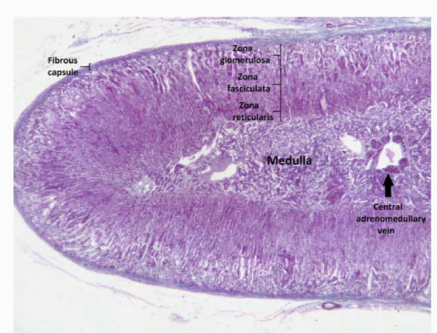 Fibrous
capsule
Zona
glomerulosa
Zona
fasciculata
Zona
reticularis
Medulla
Central
adrenomedullary
vein